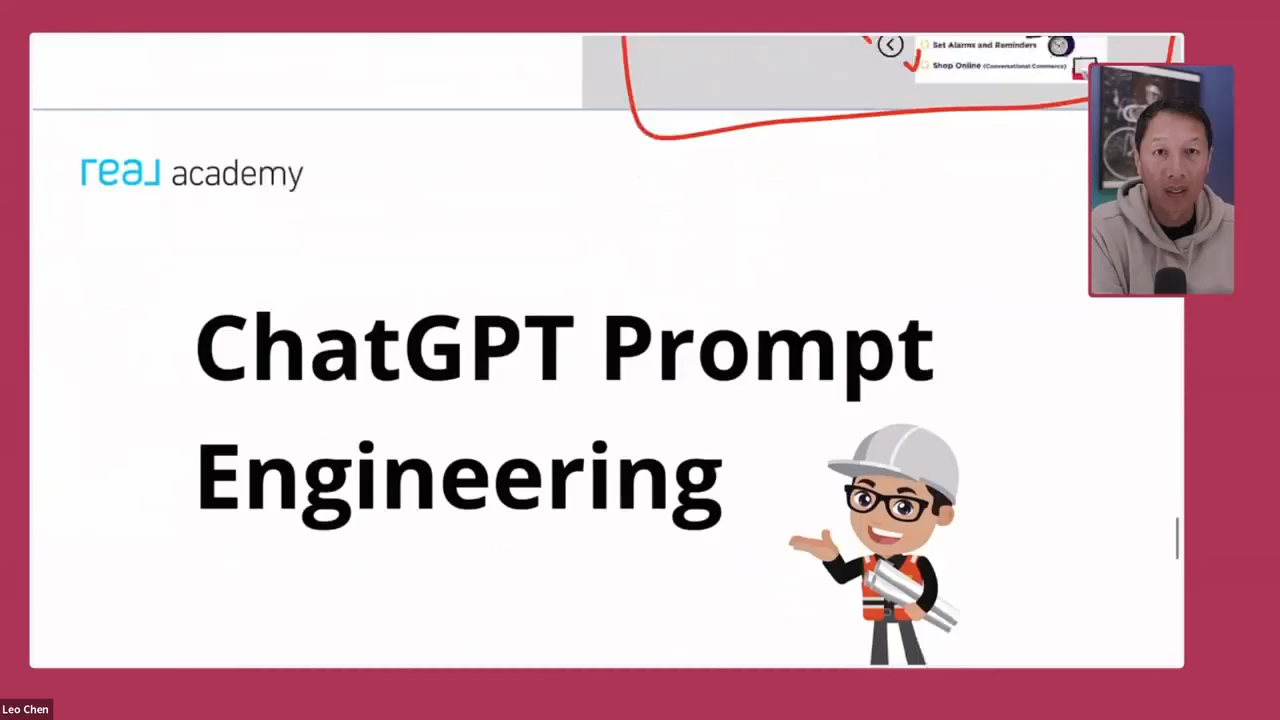 Set Alarms and Reminders
Shop Online (Conversational Commerce)
real academy
ChatGPT Prompt
Engineering
Leo Chen